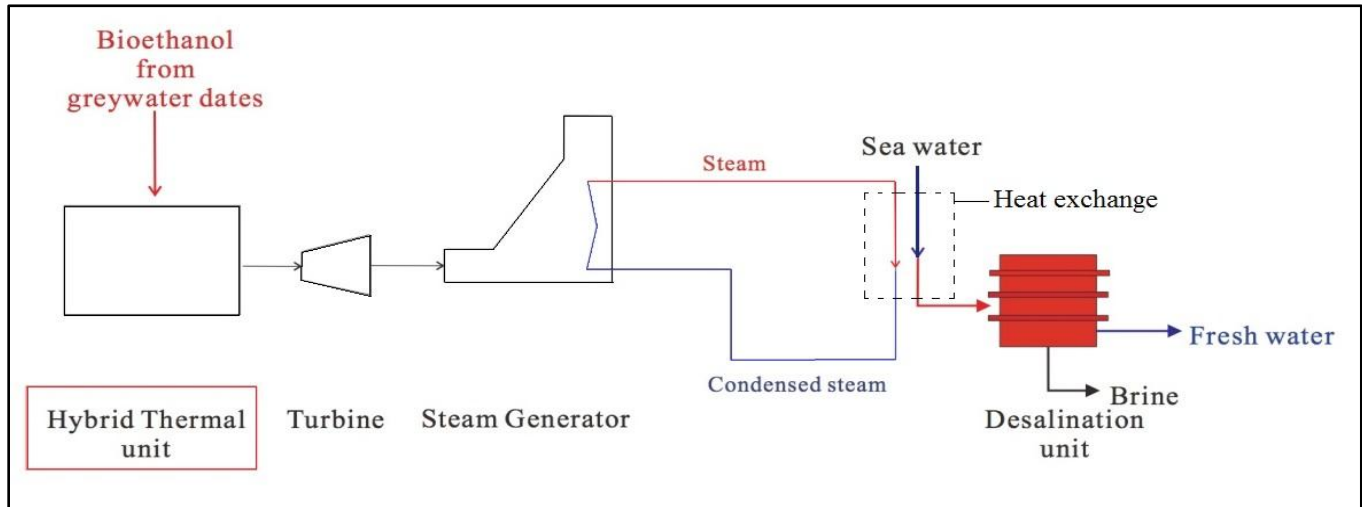 Bioethanol
from
greywater dates
Steam
Sea water
Heat exchange
Fresh water
Condensed steam
Brine
Hybrid Thermal
unit
Turbine
Steam Generator
Desalination
unit